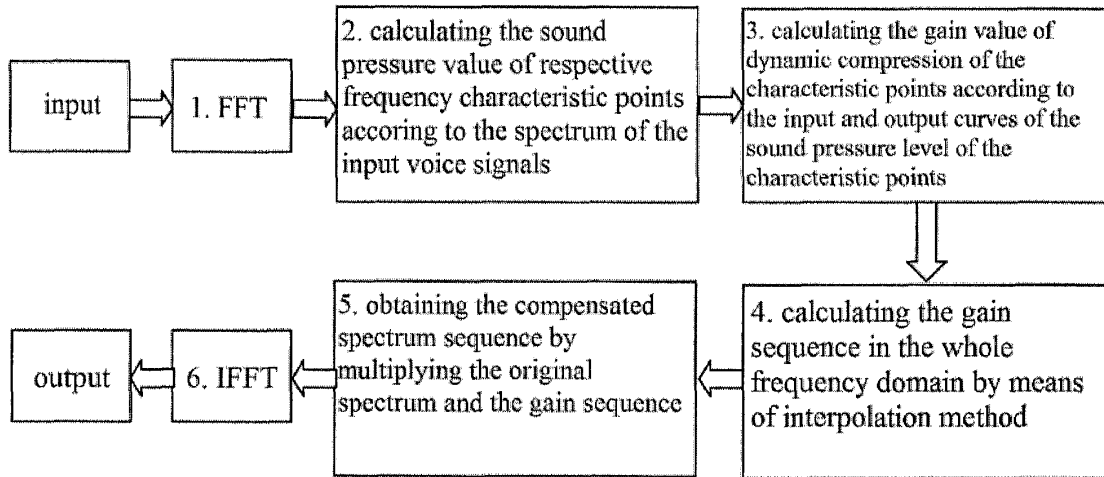 input
1. FFT
2. calculating the sound
pressure value of respective
frequency characteristic points
accoring to the spectrum of the
input voice signals
3. calculating the gain value of
dynamic compression of the
characteristic points according to
the input and output curves of the
sound pressure level of the
characteristic points
4. calculating the gain
sequence in the whole
frequency domain by means
of interpolation method
5. obtaining the compensated
spectrum sequence by
multiplying the original
spectrum and the gain sequence
6. IFFT
output